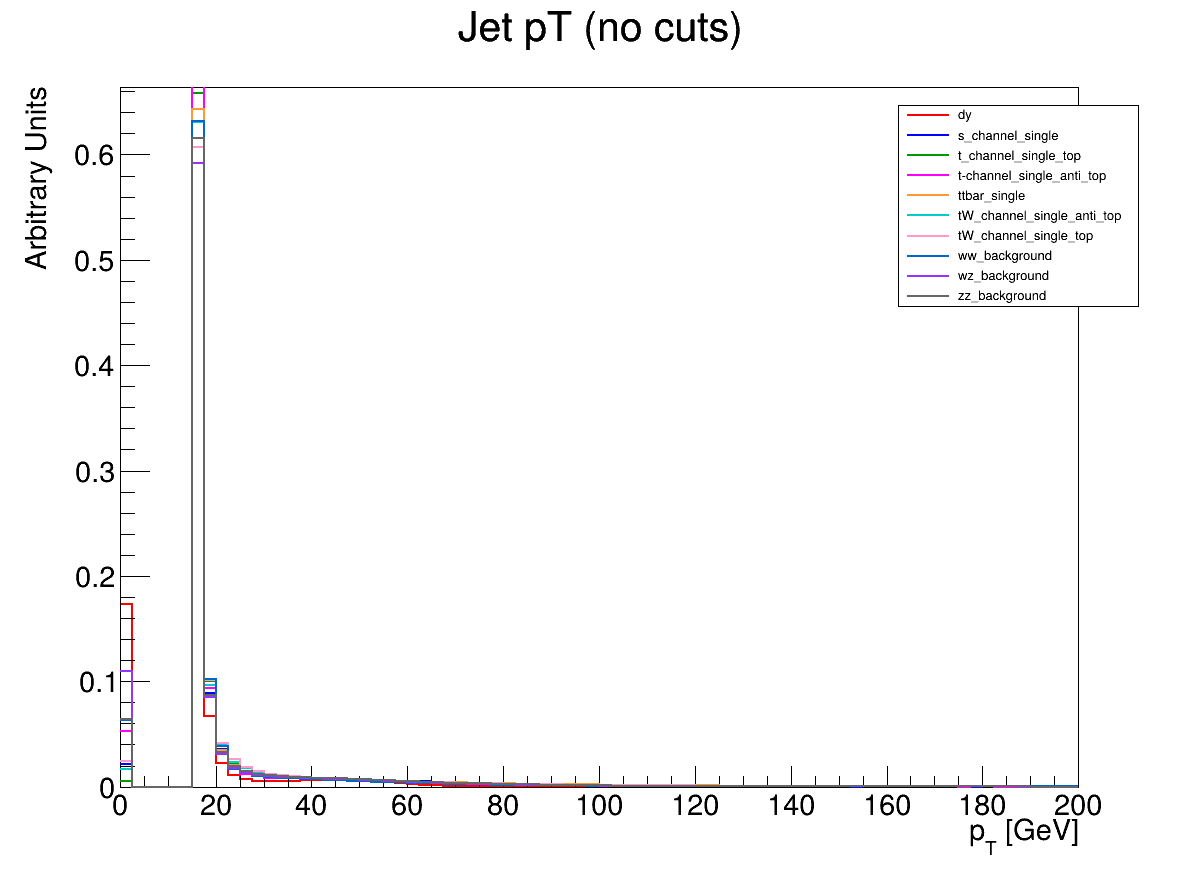 Jet pT (no cuts)
Arbitrary Units
0.6
0.5
0.4
0.3
0.2
0.1
0
dy
s_channel_single
t_channel_single_top
t-channel_single_anti_top
ttbar_single
tW_channel_single_anti_top
tW_channel_single_top
ww_background
wz_background
zz_background
0 20 40 60 80 100 120 140 160 180 200
p_T [GeV]